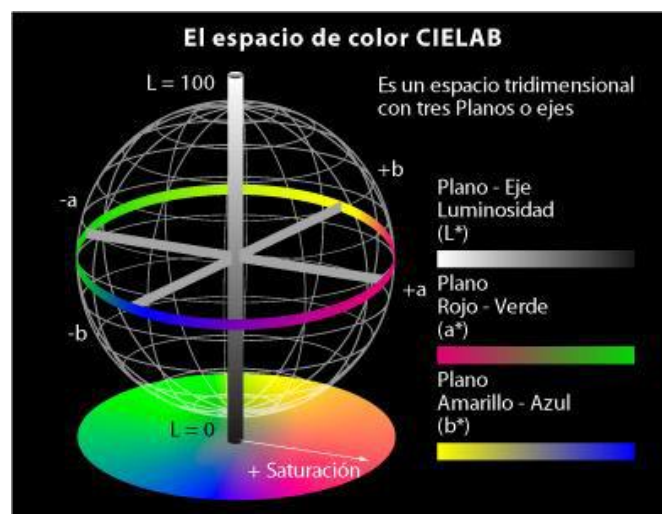 El espacio de color CIELAB
L = 100
Es un espacio tridimensional
con tres Planos o ejes
+b
-a
Plano - Eje
Luminosidad
(L*)
+a
Plano
Rojo - Verde
(a*)
-b
Plano
Amarillo - Azul
(b*)
L = 0
+ Saturación